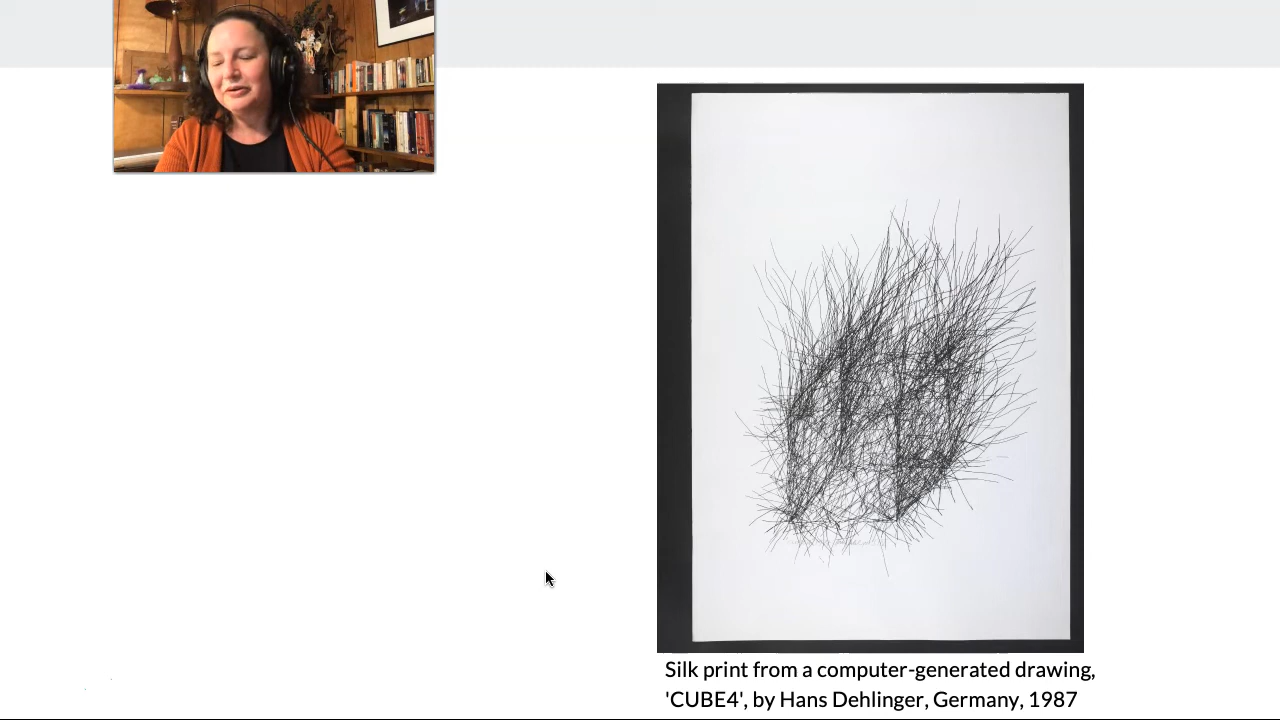 Silk print from a computer-generated drawing,
'CUBE4', by Hans Dehlinger, Germany, 1987